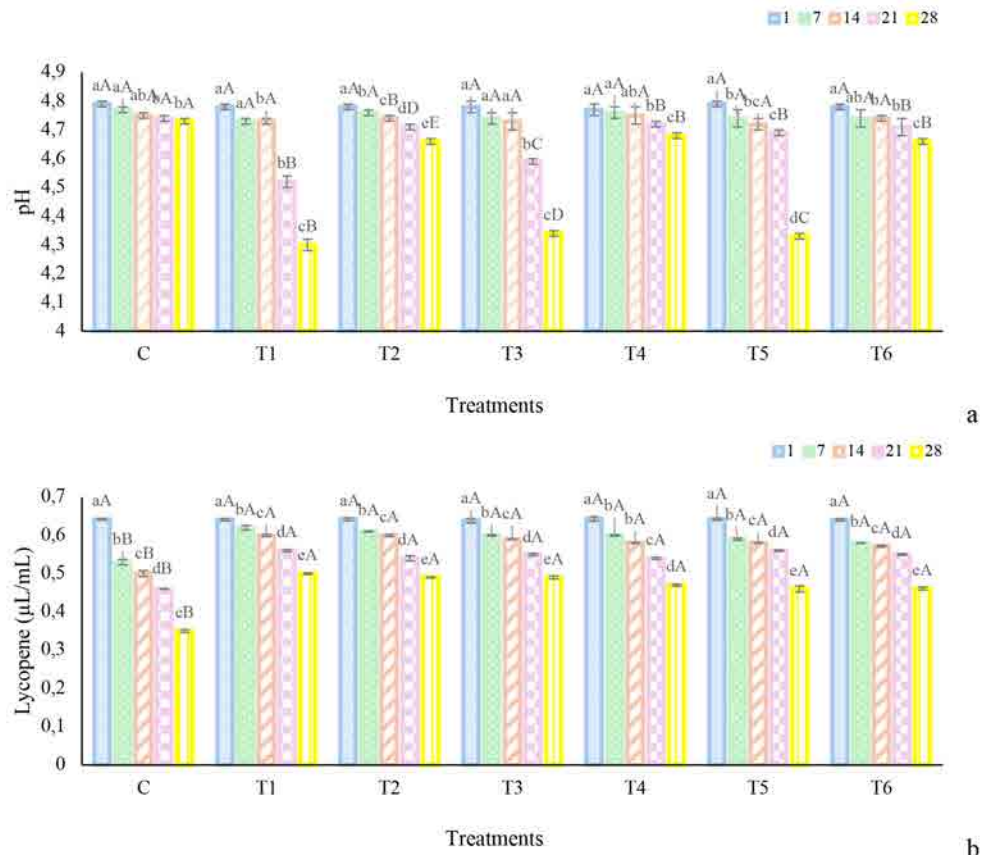 1 7 14 21 28
4,9
4,8
4,7
4,6
4,5
4,4
4,3
4,2
4,1
4
pH
aA aA abA bA bA
aA aA bA bB cB
aA bA cB dD eE
aA aA aA bC cD
aA aA abA bB cB
aA bA bcA cB dC
aA abA bA bB cB
C T1 T2 T3 T4 T5 T6
Treatments
a
1 7 14 21 28
0,7
0,6
0,5
0,4
0,3
0,2
0,1
0
Lycopene (µL/mL)
aA bB cB dB eB
aA bA cA dA eA
aA bA cA dA eA
aA bA cA dA eA
aA bA bA cA dA
aA bA cA dA eA
aA bA cA dA eA
C T1 T2 T3 T4 T5 T6
Treatments
b